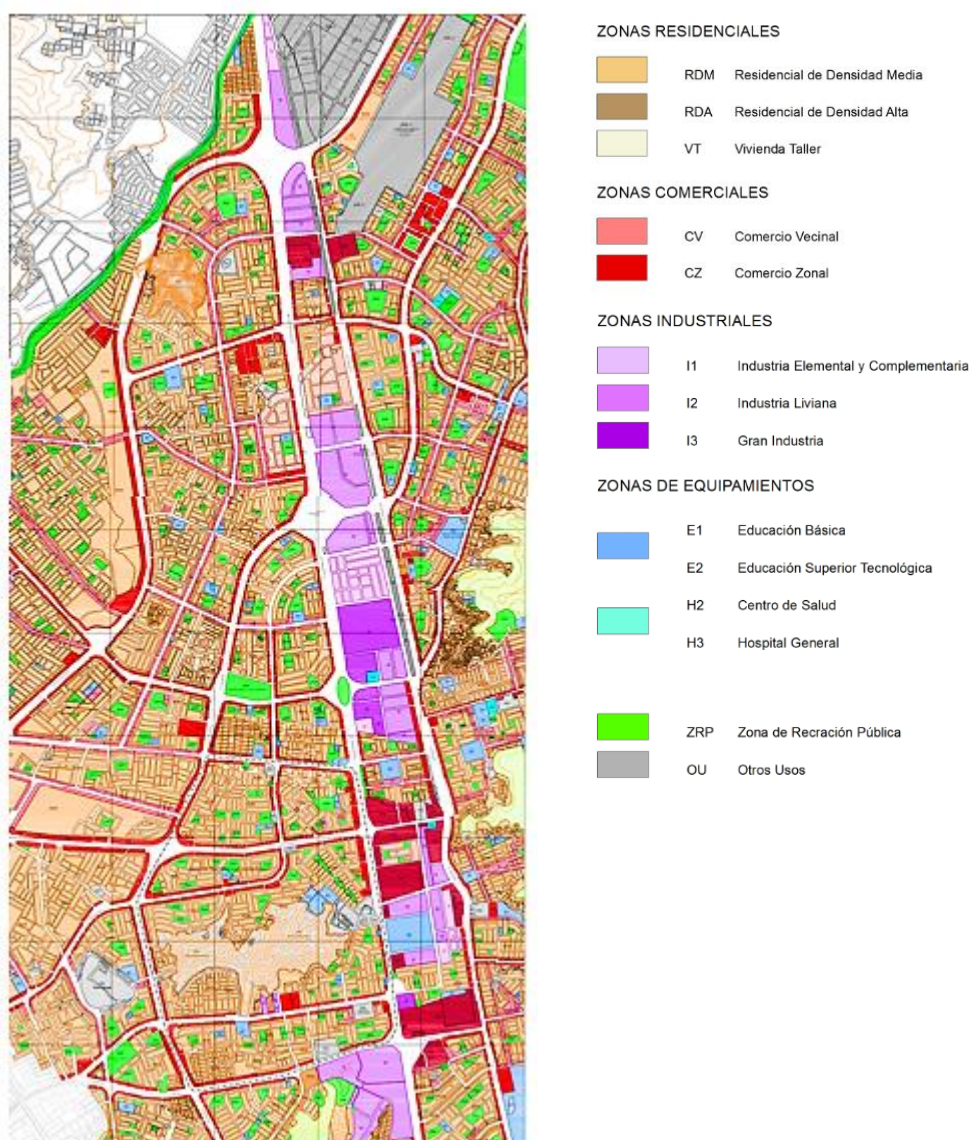 ZONAS RESIDENCIALES
RDM Residencial de Densidad Media
RDA Residencial de Densidad Alta
VT Vivienda Taller
ZONAS COMERCIALES
CV Comercio Vecinal
CZ Comercio Zonal
ZONAS INDUSTRIALES
I1 Industria Elemental y Complementaria
I2 Industria Liviana
I3 Gran Industria
ZONAS DE EQUIPAMIENTOS
E1 Educación Básica
E2 Educación Superior Tecnológica
H2 Centro de Salud
H3 Hospital General
ZRP Zona de Recración Pública
OU Otros Usos